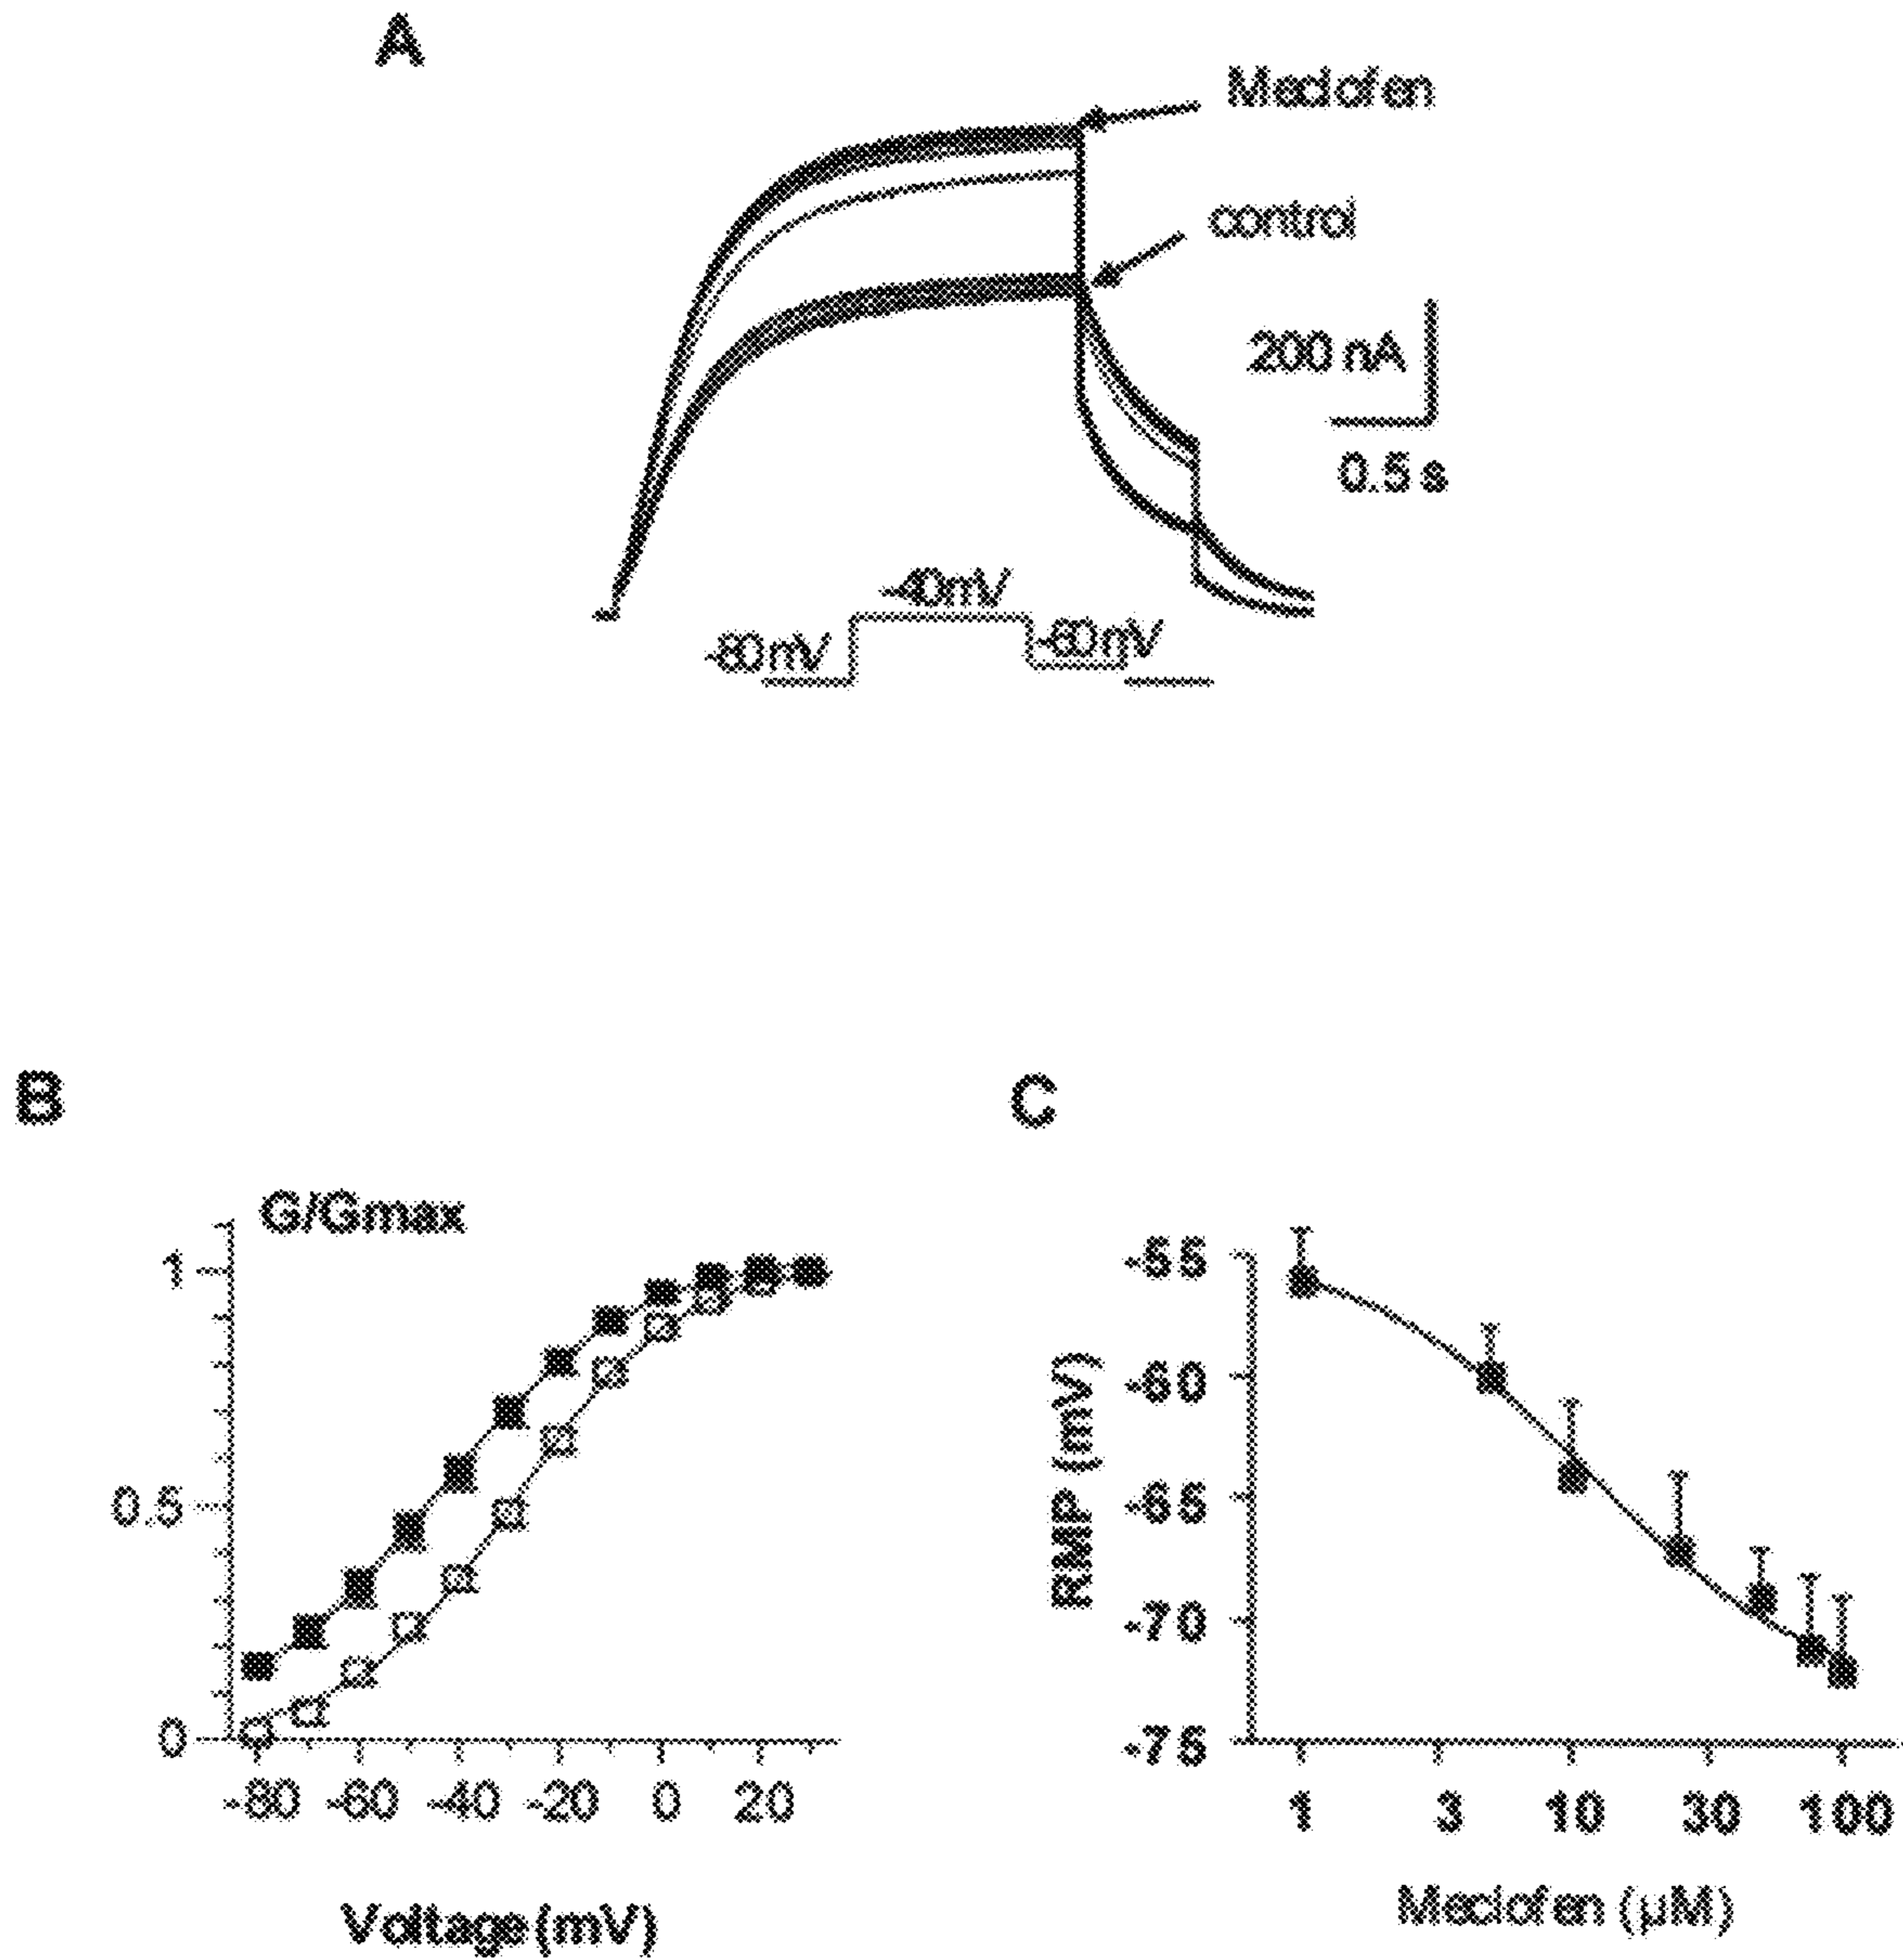 A
Meclofen
control
200 nA
0.5 s
-40mV
-80mV
-60mV
B
C
G/Gmax
1
0.5
0
-80 -60 -40 -20 0 20
Voltage (mV)
-55
-60
-65
-70
-75
RMP (mV)
1 3 10 30 100
Meclofen (µM)